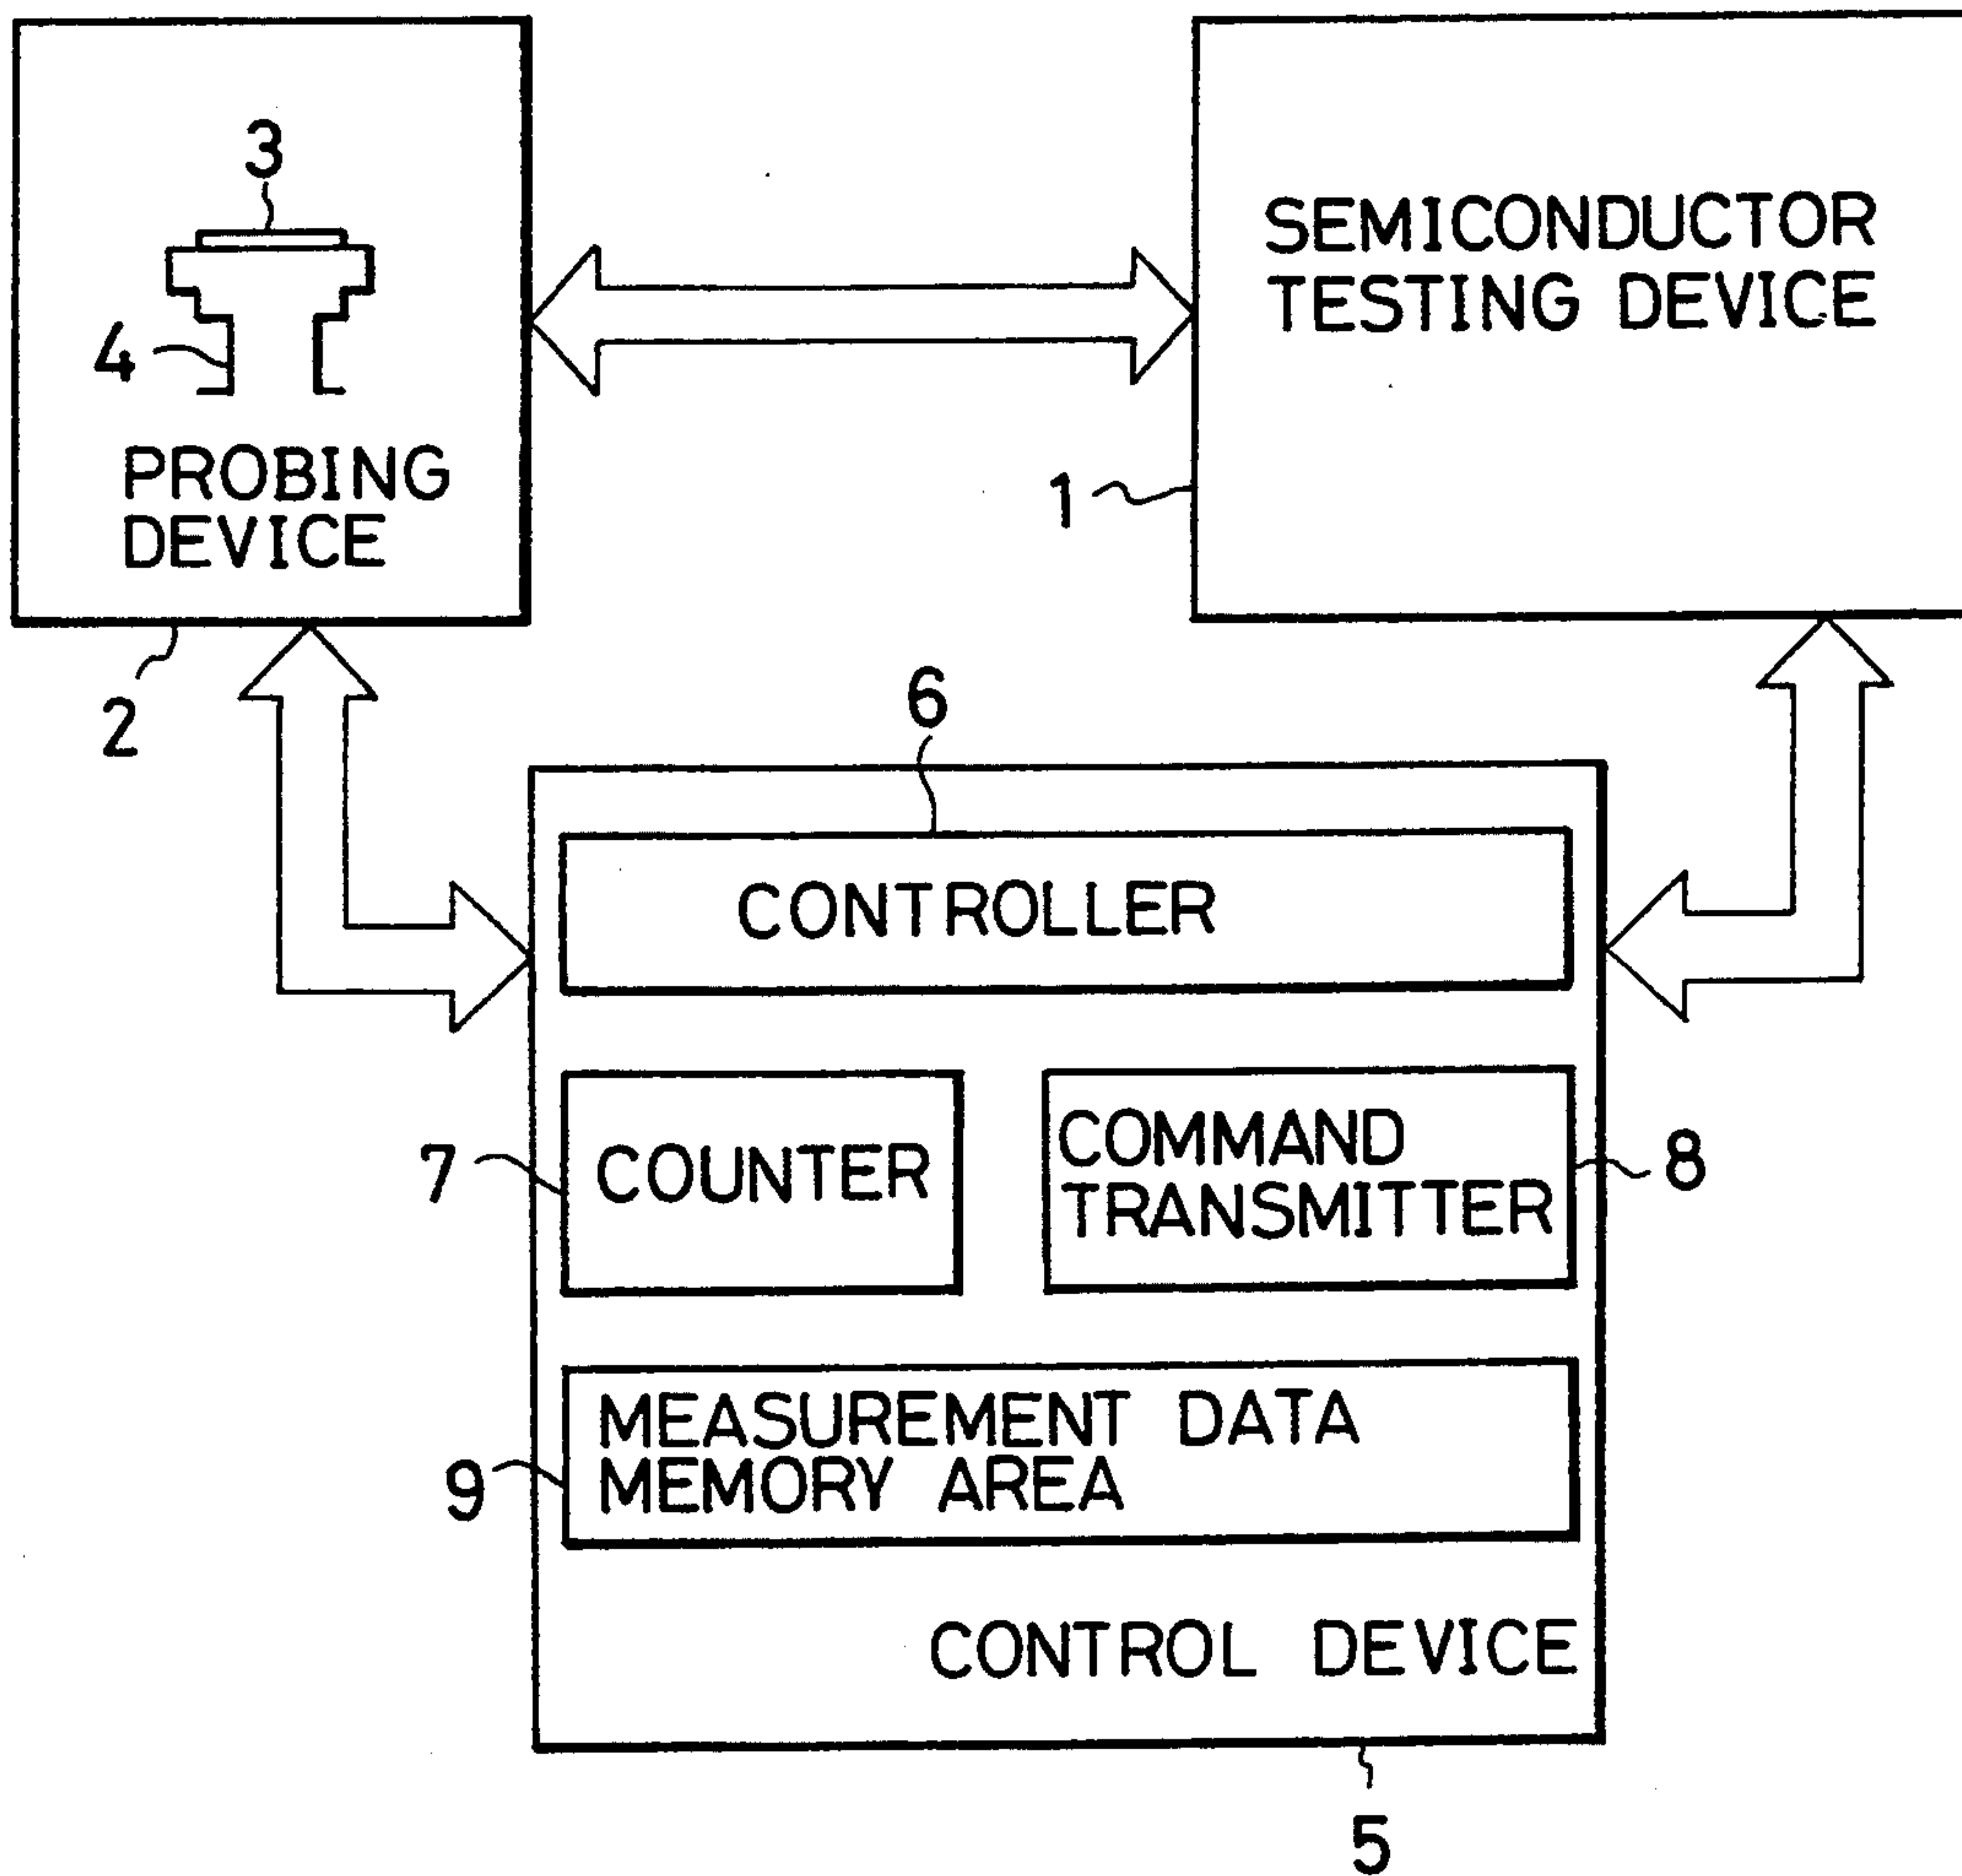 3
4
PROBING
DEVICE
2
SEMICONDUCTOR
TESTING DEVICE
1
6
CONTROLLER
7
COUNTER
COMMAND
TRANSMITTER
8
MEASUREMENT DATA
MEMORY AREA
9
CONTROL DEVICE
5